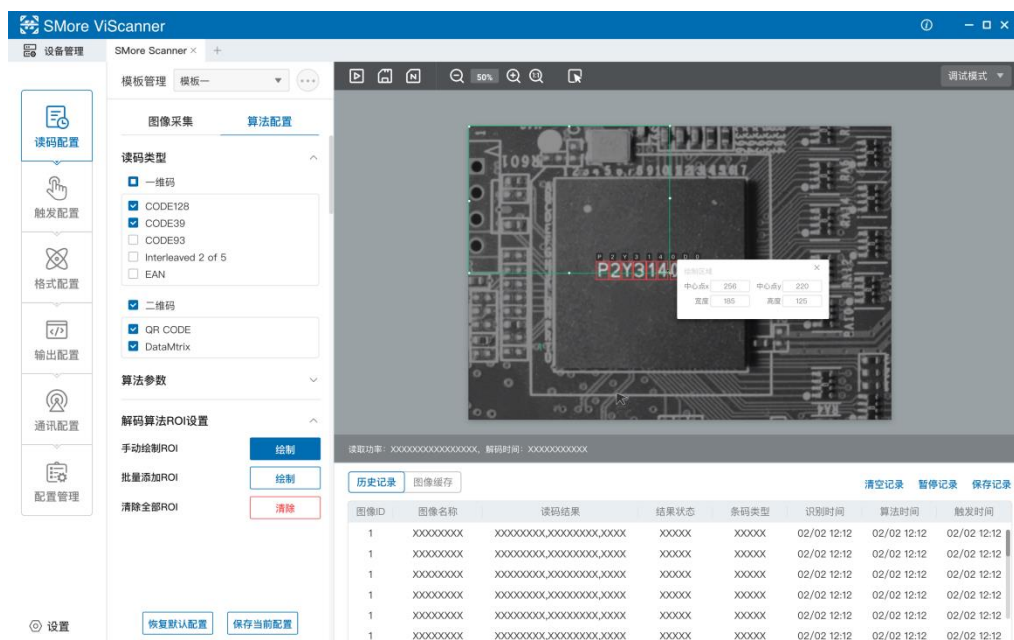 SMore ViScanner
设备管理
SMore Scanner
模板管理 模板一
50%
调试模式
图像采集 算法配置
读码配置
触发配置
格式配置
输出配置
通讯配置
配置管理
设置
读码类型
一维码
CODE128
CODE39
CODE93
Interleaved 2 of 5
EAN
二维码
QR CODE
DataMtrix
算法参数
解码算法ROI设置
手动绘制ROI 绘制
批量添加ROI 绘制
清除全部ROI 清除
恢复默认配置 保存当前配置
R601
P2Y314000
P2Y314
绘制区域
中心点x 256 中心点y 220
宽度 185 高度 125
读取功率：XXXXXXXXXXXXXXXX，解码时间：XXXXXXXXXXX
历史记录 图像缓存
清空记录 暂停记录 保存记录
图像ID 图像名称 读码结果 结果状态 条码类型 识别时间 算法时间 触发时间
1 XXXXXXXX XXXXXXXX,XXXXXXXX,XXXX XXXXX XXXXX 02/02 12:12 02/02 12:12 02/02 12:12
1 XXXXXXXX XXXXXXXX,XXXXXXXX,XXXX XXXXX XXXXX 02/02 12:12 02/02 12:12 02/02 12:12
1 XXXXXXXX XXXXXXXX,XXXXXXXX,XXXX XXXXX XXXXX 02/02 12:12 02/02 12:12 02/02 12:12
1 XXXXXXXX XXXXXXXX,XXXXXXXX,XXXX XXXXX XXXXX 02/02 12:12 02/02 12:12 02/02 12:12
1 XXXXXXXX XXXXXXXX,XXXXXXXX,XXXX XXXXX XXXXX 02/02 12:12 02/02 12:12 02/02 12:12
1 XXXXXXXX XXXXXXXX,XXXXXXXX,XXXX XXXXX XXXXX 02/02 12:12 02/02 12:12 02/02 12:12